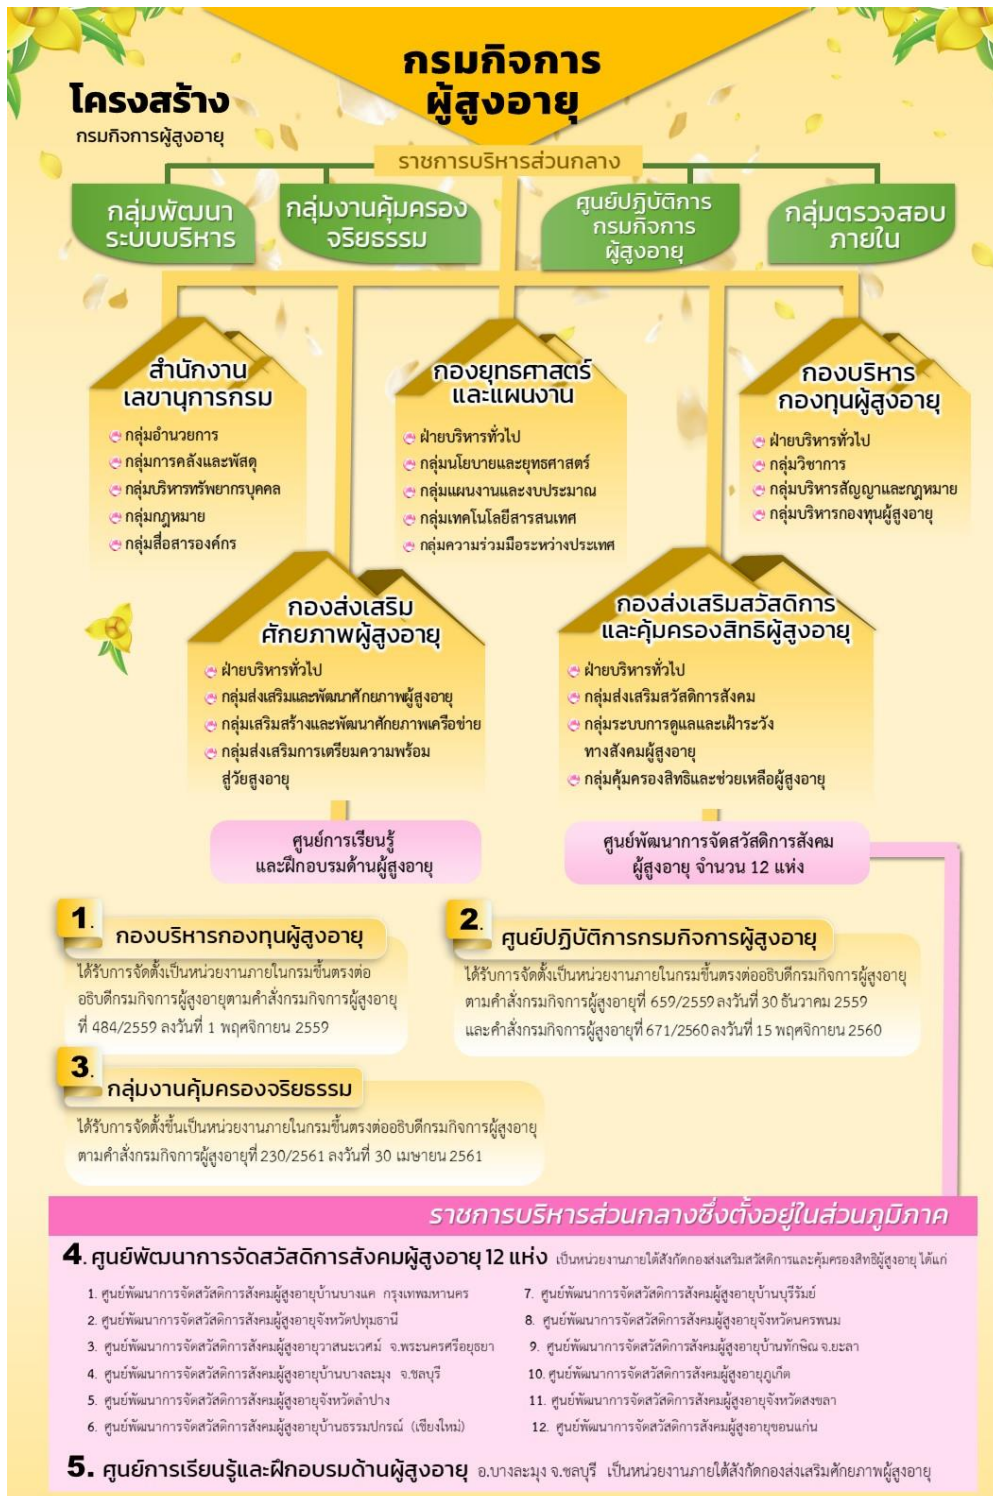 กรมกิจการ
ผู้สูงอายุ
โครงสร้าง
กรมกิจการผู้สูงอายุ
ราชการบริหารส่วนกลาง
กลุ่มพัฒนา
ระบบบริหาร
กลุ่มงานคุ้มครอง
จริยธรรม
ศูนย์ปฏิบัติการ
กรมกิจการ
ผู้สูงอายุ
กลุ่มตรวจสอบ
ภายใน
สำนักงาน
เลขานุการกรม
กลุ่มอำนวยการ
กลุ่มการคลังและพัสดุ
กลุ่มบริหารทรัพยากรบุคคล
กลุ่มกฎหมาย
กลุ่มสื่อสารองค์กร
กองยุทธศาสตร์
และแผนงาน
ฝ่ายบริหารทั่วไป
กลุ่มนโยบายและยุทธศาสตร์
กลุ่มแผนงานและงบประมาณ
กลุ่มเทคโนโลยีสารสนเทศ
กลุ่มความร่วมมือระหว่างประเทศ
กองบริหาร
กองทุนผู้สูงอายุ
ฝ่ายบริหารทั่วไป
กลุ่มวิชาการ
กลุ่มบริหารสัญญาและกฎหมาย
กลุ่มบริหารกองทุนผู้สูงอายุ
กองส่งเสริม
ศักยภาพผู้สูงอายุ
ฝ่ายบริหารทั่วไป
กลุ่มส่งเสริมและพัฒนาศักยภาพผู้สูงอายุ
กลุ่มเสริมสร้างและพัฒนาศักยภาพเครือข่าย
กลุ่มส่งเสริมการเตรียมความพร้อม
สู่วัยสูงอายุ
กองส่งเสริมสวัสดิการ
และคุ้มครองสิทธิผู้สูงอายุ
ฝ่ายบริหารทั่วไป
กลุ่มส่งเสริมสวัสดิการสังคม
กลุ่มระบบการดูแลและเฝ้าระวัง
ทางสังคมผู้สูงอายุ
กลุ่มคุ้มครองสิทธิและช่วยเหลือผู้สูงอายุ
ศูนย์การเรียนรู้
และฝึกอบรมด้านผู้สูงอายุ
ศูนย์พัฒนาการจัดสวัสดิการสังคม
ผู้สูงอายุ จำนวน 12 แห่ง
1. กองบริหารกองทุนผู้สูงอายุ
ได้รับการจัดตั้งเป็นหน่วยงานภายในกรมขึ้นตรงต่อ
อธิบดีกรมกิจการผู้สูงอายุตามคำสั่งกรมกิจการผู้สูงอายุ
ที่ 484/2559 ลงวันที่ 1 พฤศจิกายน 2559
2. ศูนย์ปฏิบัติการกรมกิจการผู้สูงอายุ
ได้รับการจัดตั้งเป็นหน่วยงานภายในกรมขึ้นตรงต่ออธิบดีกรมกิจการผู้สูงอายุ
ตามคำสั่งกรมกิจการผู้สูงอายุที่ 659/2559 ลงวันที่ 30 ธันวาคม 2559
และคำสั่งกรมกิจการผู้สูงอายุที่ 671/2560 ลงวันที่ 15 พฤศจิกายน 2560
3. กลุ่มงานคุ้มครองจริยธรรม
ได้รับการจัดตั้งขึ้นเป็นหน่วยงานภายในกรมขึ้นตรงต่ออธิบดีกรมกิจการผู้สูงอายุ
ตามคำสั่งกรมกิจการผู้สูงอายุที่ 230/2561 ลงวันที่ 30 เมษายน 2561
ราชการบริหารส่วนกลางซึ่งตั้งอยู่ในส่วนภูมิภาค
4. ศูนย์พัฒนาการจัดสวัสดิการสังคมผู้สูงอายุ 12 แห่ง เป็นหน่วยงานภายใต้สังกัดกองส่งเสริมสวัสดิการและคุ้มครองสิทธิผู้สูงอายุ ได้แก่
1. ศูนย์พัฒนาการจัดสวัสดิการสังคมผู้สูงอายุบ้านบางแค กรุงเทพมหานคร
2. ศูนย์พัฒนาการจัดสวัสดิการสังคมผู้สูงอายุจังหวัดปทุมธานี
3. ศูนย์พัฒนาการจัดสวัสดิการสังคมผู้สูงอายุวาสนะเวศม์ จ.พระนครศรีอยุธยา
4. ศูนย์พัฒนาการจัดสวัสดิการสังคมผู้สูงอายุบ้านบางละมุง จ.ชลบุรี
5. ศูนย์พัฒนาการจัดสวัสดิการสังคมผู้สูงอายุจังหวัดลำปาง
6. ศูนย์พัฒนาการจัดสวัสดิการสังคมผู้สูงอายุบ้านธรรมปกรณ์ (เชียงใหม่)
7. ศูนย์พัฒนาการจัดสวัสดิการสังคมผู้สูงอายุบ้านบุรีรัมย์
8. ศูนย์พัฒนาการจัดสวัสดิการสังคมผู้สูงอายุจังหวัดนครพนม
9. ศูนย์พัฒนาการจัดสวัสดิการสังคมผู้สูงอายุบ้านทักษิณ จ.ยะลา
10. ศูนย์พัฒนาการจัดสวัสดิการสังคมผู้สูงอายุภูเก็ต
11. ศูนย์พัฒนาการจัดสวัสดิการสังคมผู้สูงอายุจังหวัดสงขลา
12. ศูนย์พัฒนาการจัดสวัสดิการสังคมผู้สูงอายุขอนแก่น
5. ศูนย์การเรียนรู้และฝึกอบรมด้านผู้สูงอายุ อ.บางละมุง จ.ชลบุรี เป็นหน่วยงานภายใต้สังกัดกองส่งเสริมศักยภาพผู้สูงอายุ